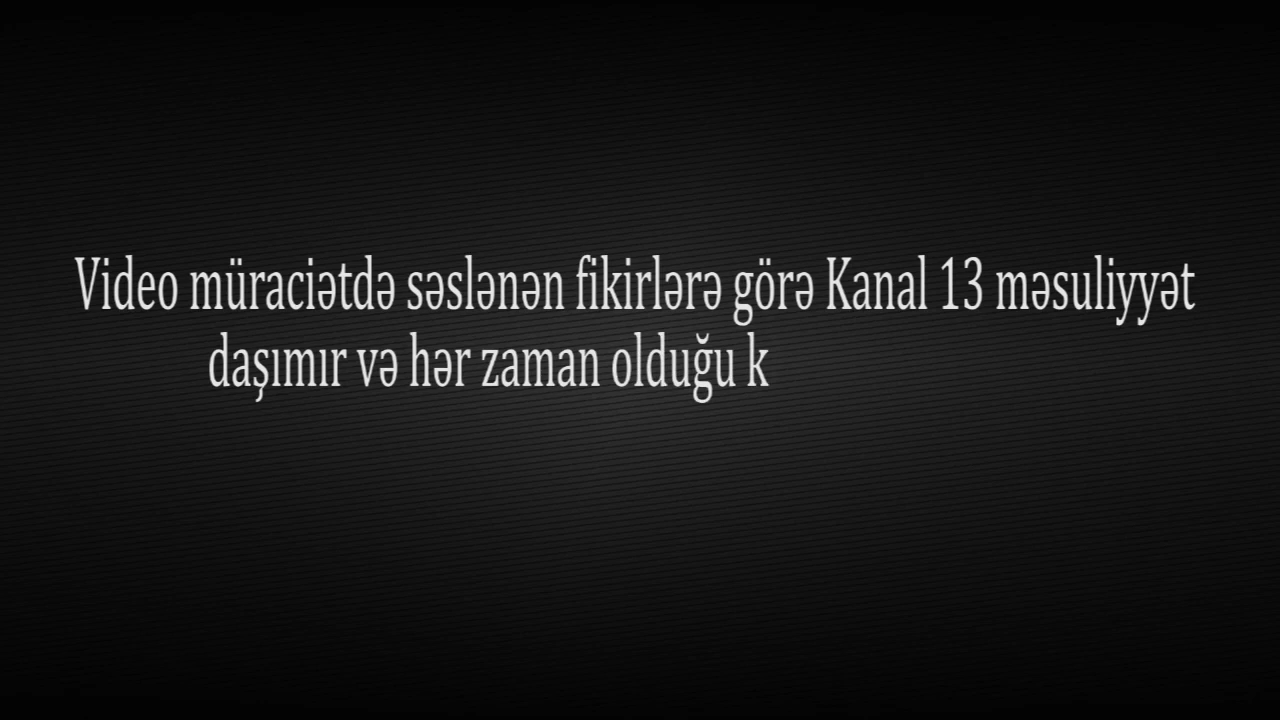 Video müraciətdə səslənən fikirlərə görə Kanal 13 məsuliyyət
daşımır və hər zaman olduğu k